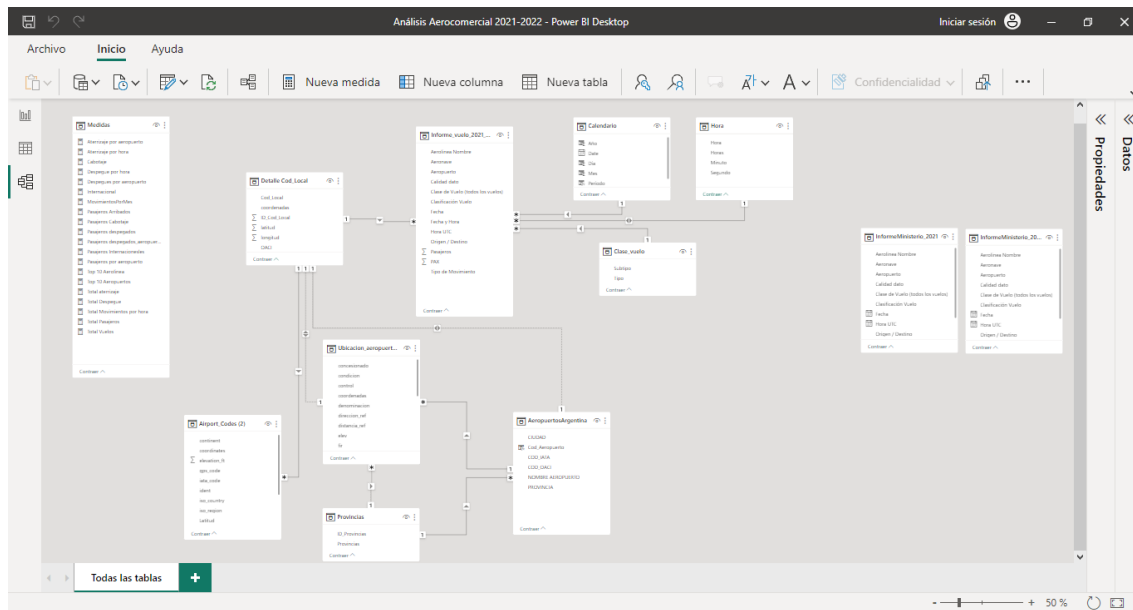 Análisis Aerocomercial 2021-2022 - Power BI Desktop
Iniciar sesión
Archivo
Inicio
Ayuda
Nueva medida
Nueva columna
Nueva tabla
Confidencialidad
Propiedades
Datos
Medidas
Aterrizaje por aeropuerto
Aterrizaje por hora
Cabotaje
Despegue por hora
Despegues por aeropuerto
Internacional
MovimientosPorMes
Pasajeros Arribados
Pasajeros Cabotaje
Pasajeros despegados
Pasajeros despegados_aeropuer...
Pasajeros Internacionales
Pasajeros por aeropuerto
Top 10 Aerolinea
Top 10 Aeropuertos
Total aterrizaje
Total Despegue
Total Movimientos por hora
Total Pasajeros
Total Vuelos
Contraer
Detalle Cod_Local
Cod_Local
coordenadas
ID_Cod_Local
latitud
longitud
OACI
Contraer
Informe_vuelo_2021_...
Aerolinea Nombre
Aeronave
Aeropuerto
Calidad dato
Clase de Vuelo (todos los vuelos)
Clasificación Vuelo
Fecha
Fecha y Hora
Hora UTC
Origen / Destino
Pasajeros
PAX
Tipo de Movimiento
Contraer
Calendario
Año
Date
Día
Mes
Periodo
Contraer
Hora
Hora
Horas
Minuto
Segundo
Contraer
Clase_vuelo
Subtipo
Tipo
Contraer
InformeMinisterio_2021
Aerolinea Nombre
Aeronave
Aeropuerto
Calidad dato
Clase de Vuelo (todos los vuelos)
Clasificación Vuelo
Fecha
Hora UTC
Origen / Destino
Contraer
InformeMinisterio_20...
Aerolinea Nombre
Aeronave
Aeropuerto
Calidad dato
Clase de Vuelo (todos los vuelos)
Clasificación Vuelo
Fecha
Hora UTC
Origen / Destino
Contraer
Ubicacion_aeropuert...
concesionado
condicion
control
coordenadas
denominacion
direccion_ref
distancia_ref
elev
fir
Contraer
Airport_Codes (2)
continent
coordinates
elevation_ft
gps_code
iata_code
ident
iso_country
iso_region
Latitud
Contraer
AeropuertosArgentina
CIUDAD
Cod_Aeropuerto
COD_IATA
COD_OACI
NOMBRE AEROPUERTO
PROVINCIA
Contraer
Provincias
ID_Provincias
Provincias
Contraer
Todas las tablas
50 %